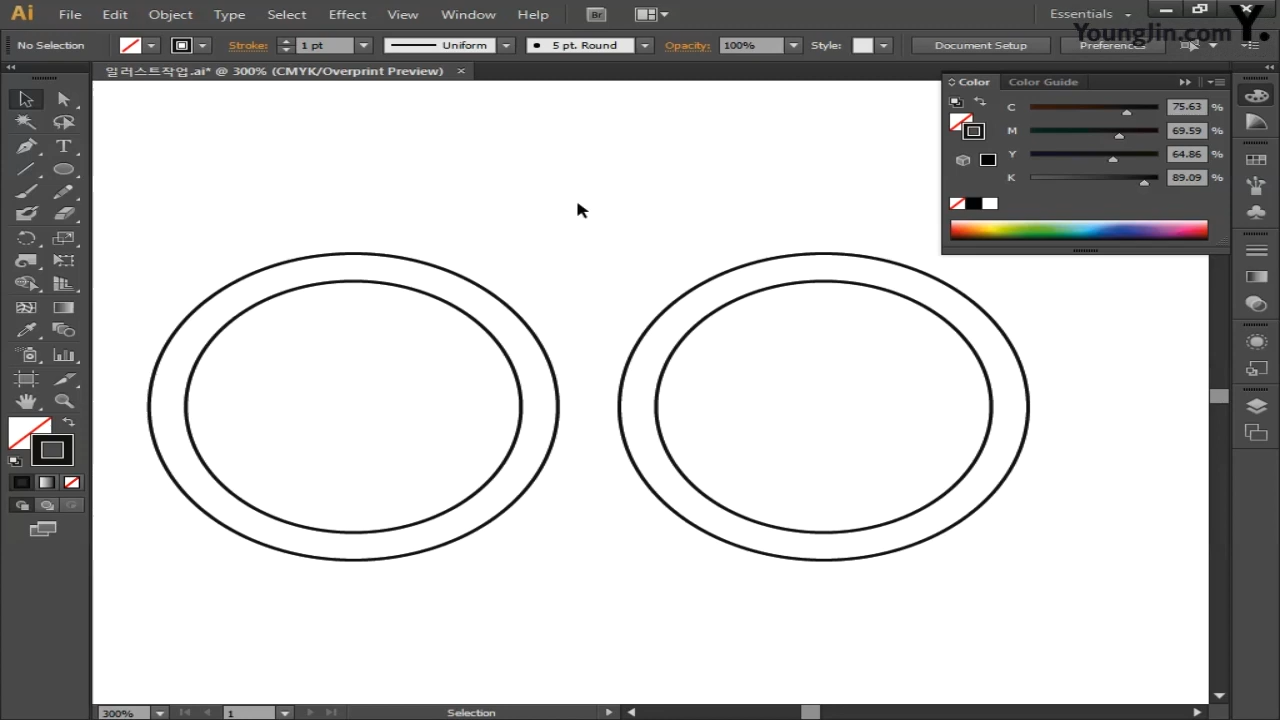 Ai File Edit Object Type Select Effect View Window Help Br Essentials
YoungJin.com Y.
No Selection Stroke: 1 pt Uniform 5 pt. Round Opacity: 100% Style: Document Setup Preferences
일러스트작업.ai* @ 300% (CMYK/Overprint Preview) ×
Color Color Guide
C 75.63 %
M 69.59 %
Y 64.86 %
K 89.09 %
T
300% 1 Selection